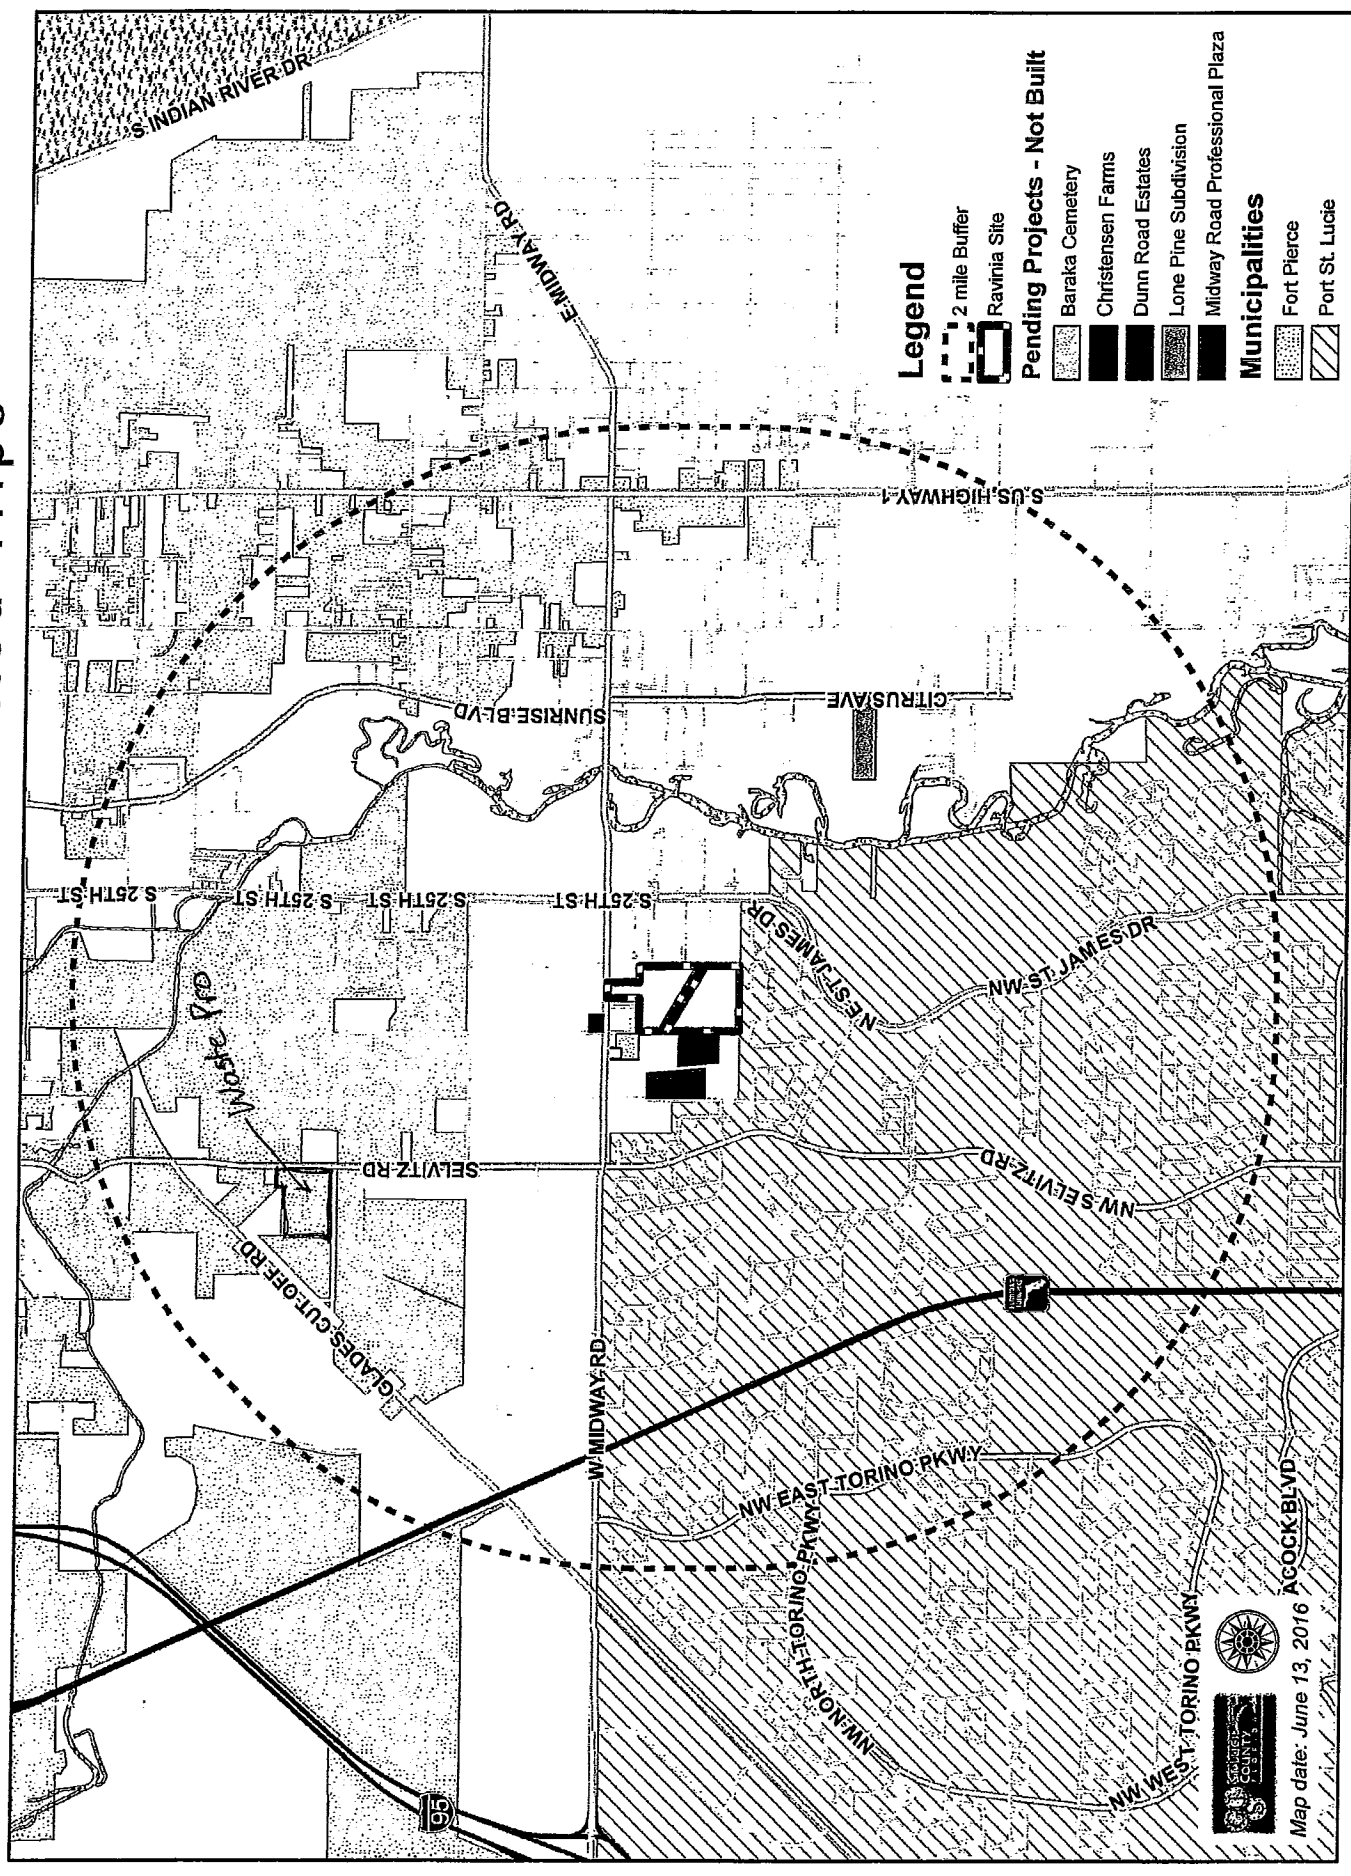 S INDIAN RIVER DR
E MIDWAY RD
S US HIGHWAY 1
SUNRISE BLVD
CITRUS AVE
S 25TH ST
S 25TH ST
S 25TH ST
S 25TH ST
S 25TH ST
Waste Pro
NE ST JAMES DR
NW ST JAMES DR
SELVITZ RD
NW SELVITZ RD
GLADES CUT OFF RD
W MIDWAY RD
NW EAST TORINO PKWY
NW NORTH TORINO PKWY
NW WEST TORINO PKWY
ACOCK BLVD
95
Legend
2 mile Buffer
Ravinia Site
Pending Projects - Not Built
Baraka Cemetery
Christensen Farms
Dunn Road Estates
Lone Pine Subdivision
Midway Road Professional Plaza
Municipalities
Fort Pierce
Port St. Lucie
COUNTY
Map date: June 13, 2016